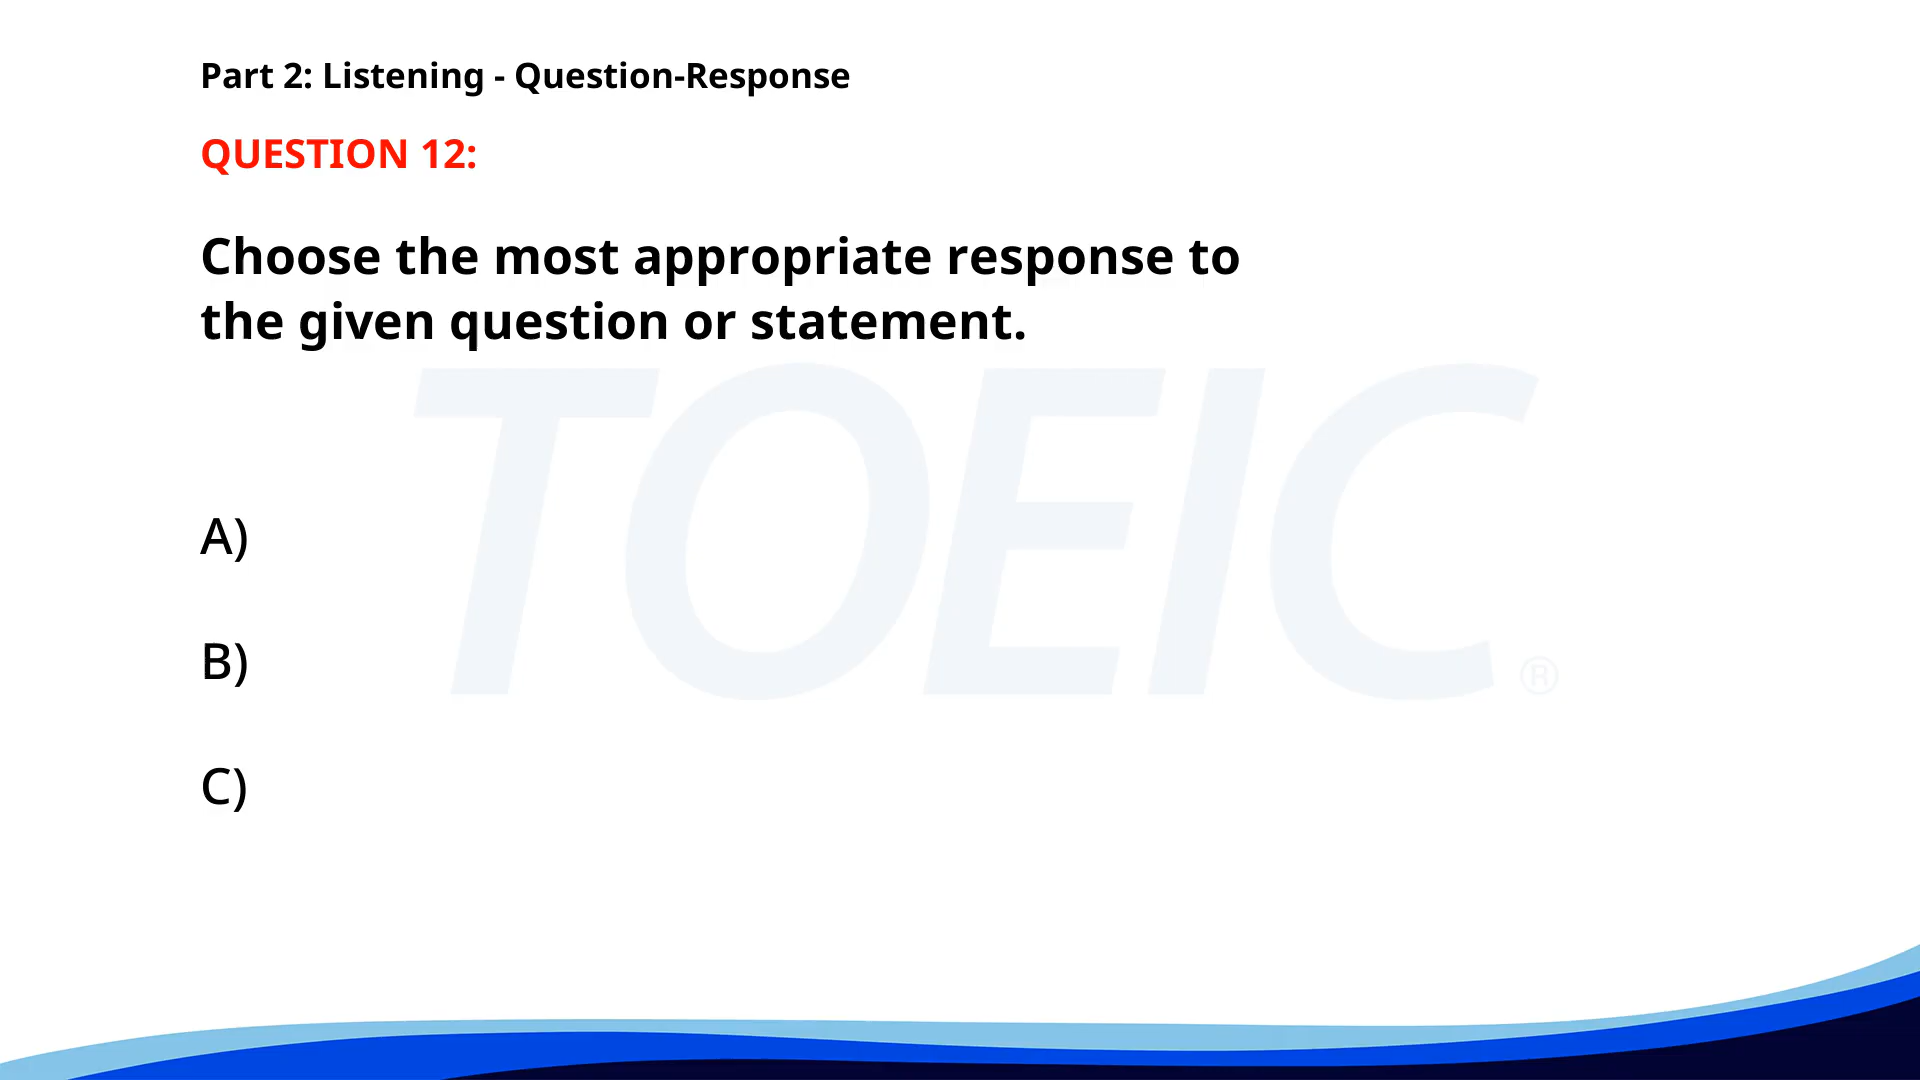 Part 2: Listening - Question-Response
QUESTION 12:
Choose the most appropriate response to
the given question or statement.
TOEIC®
A)
B)
C)